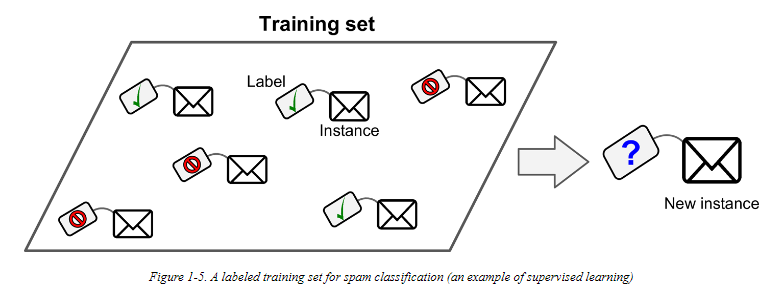 Training set
Label
Instance
?
New instance
Figure 1-5. A labeled training set for spam classification (an example of supervised learning)